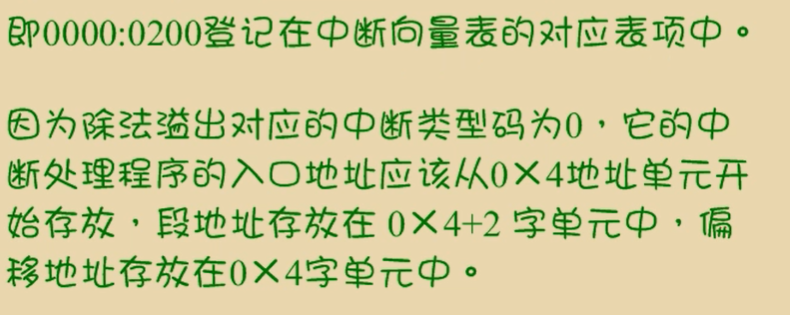 即0000:0200登记在中断向量表的对应表项中。
因为除法溢出对应的中断类型码为0，它的中
断处理程序的入口地址应该从0×4地址单元开
始存放，段地址存放在 0×4+2 字单元中，偏
移地址存放在0×4字单元中。